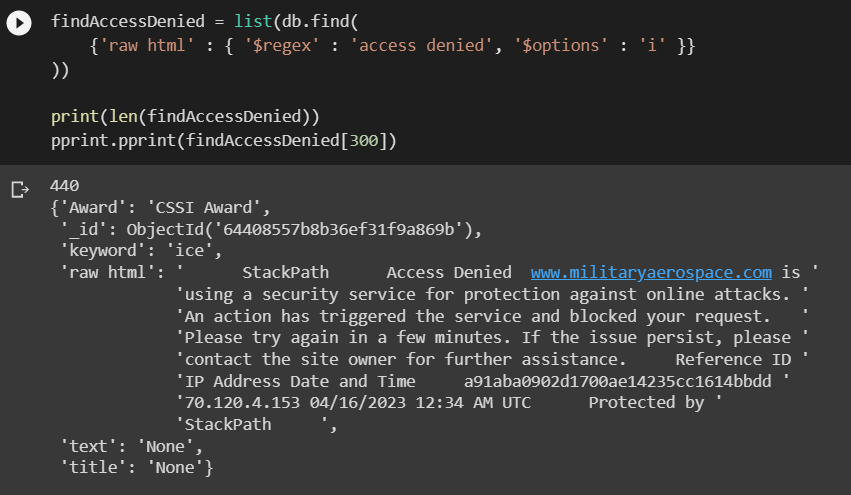 findAccessDenied = list(db.find(
    {'raw html' : { '$regex' : 'access denied', '$options' : 'i' }}
))
print(len(findAccessDenied))
pprint.pprint(findAccessDenied[300])
440
{'Award': 'CSSI Award',
 '_id': ObjectId('64408557b8b36ef31f9a869b'),
 'keyword': 'ice',
 'raw html': '      StackPath      Access Denied  www.militaryaerospace.com is '
             'using a security service for protection against online attacks. '
             'An action has triggered the service and blocked your request.   '
             'Please try again in a few minutes. If the issue persist, please '
             'contact the site owner for further assistance.     Reference ID '
             'IP Address Date and Time     a91aba0902d1700ae14235cc1614bbdd '
             '70.120.4.153 04/16/2023 12:34 AM UTC      Protected by '
             'StackPath     ',
 'text': 'None',
 'title': 'None'}